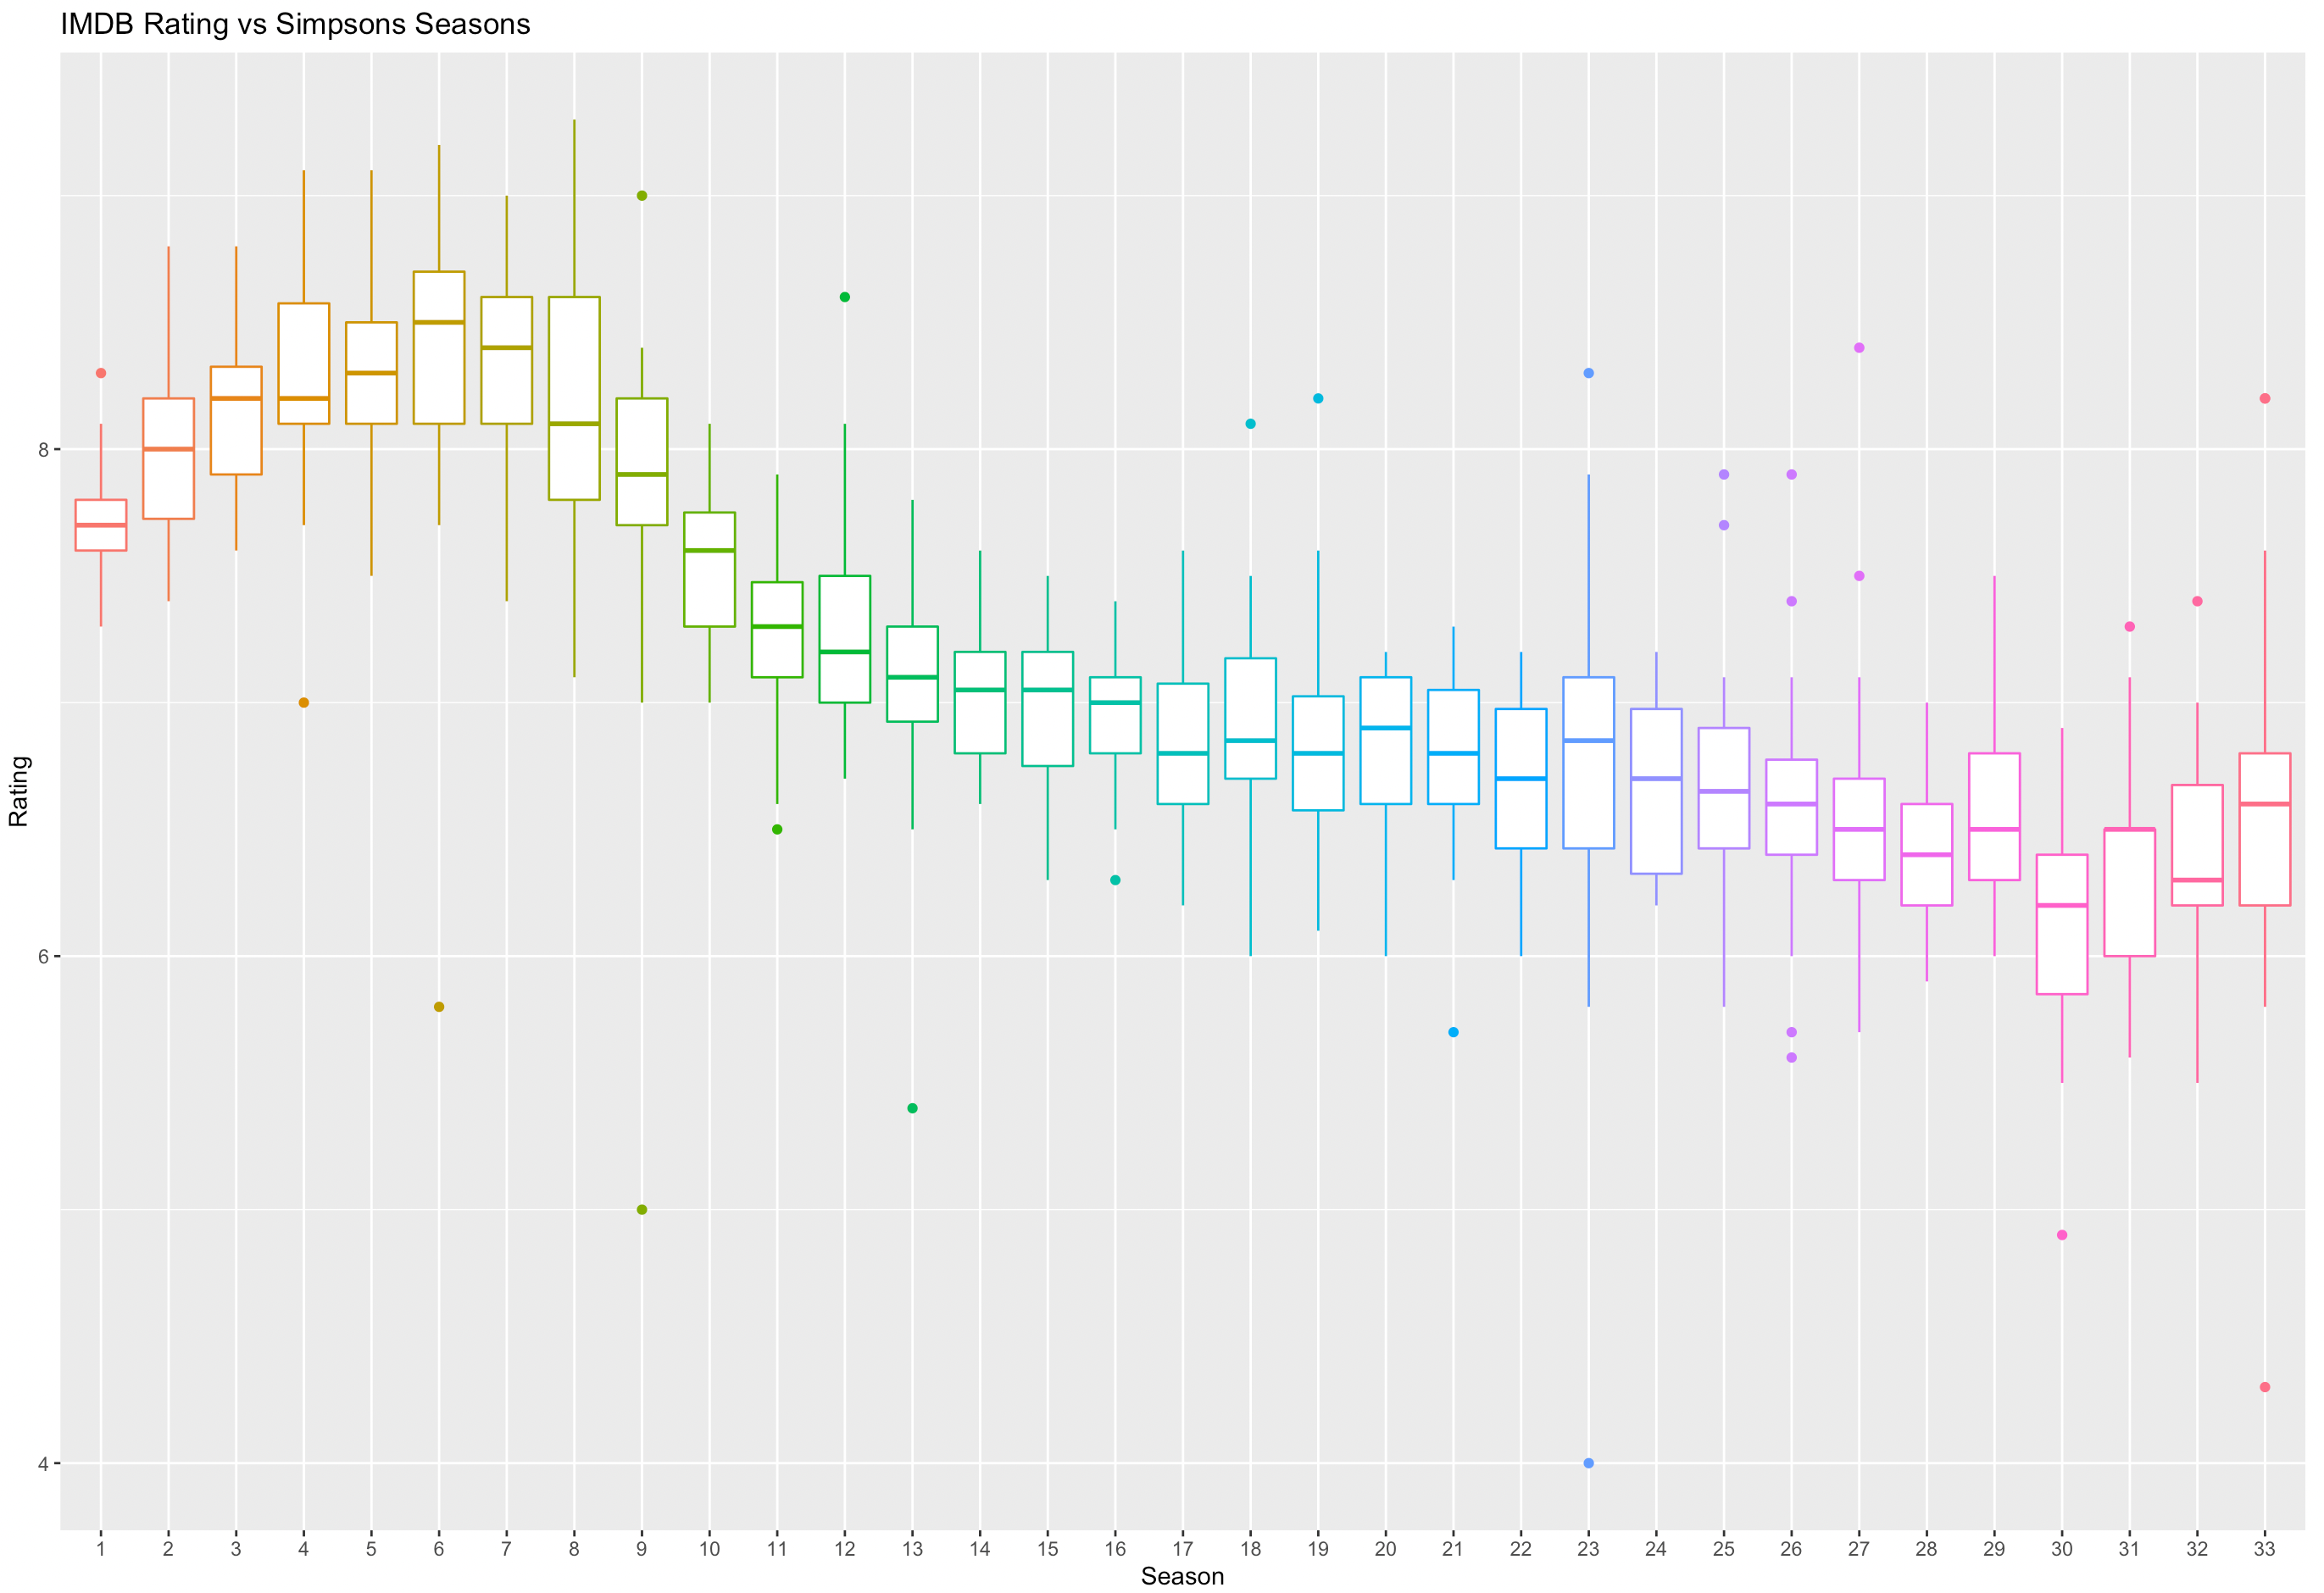 IMDB Rating vs Simpsons Seasons
Rating
8
6
4
1 2 3 4 5 6 7 8 9 10 11 12 13 14 15 16 17 18 19 20 21 22 23 24 25 26 27 28 29 30 31 32 33
Season